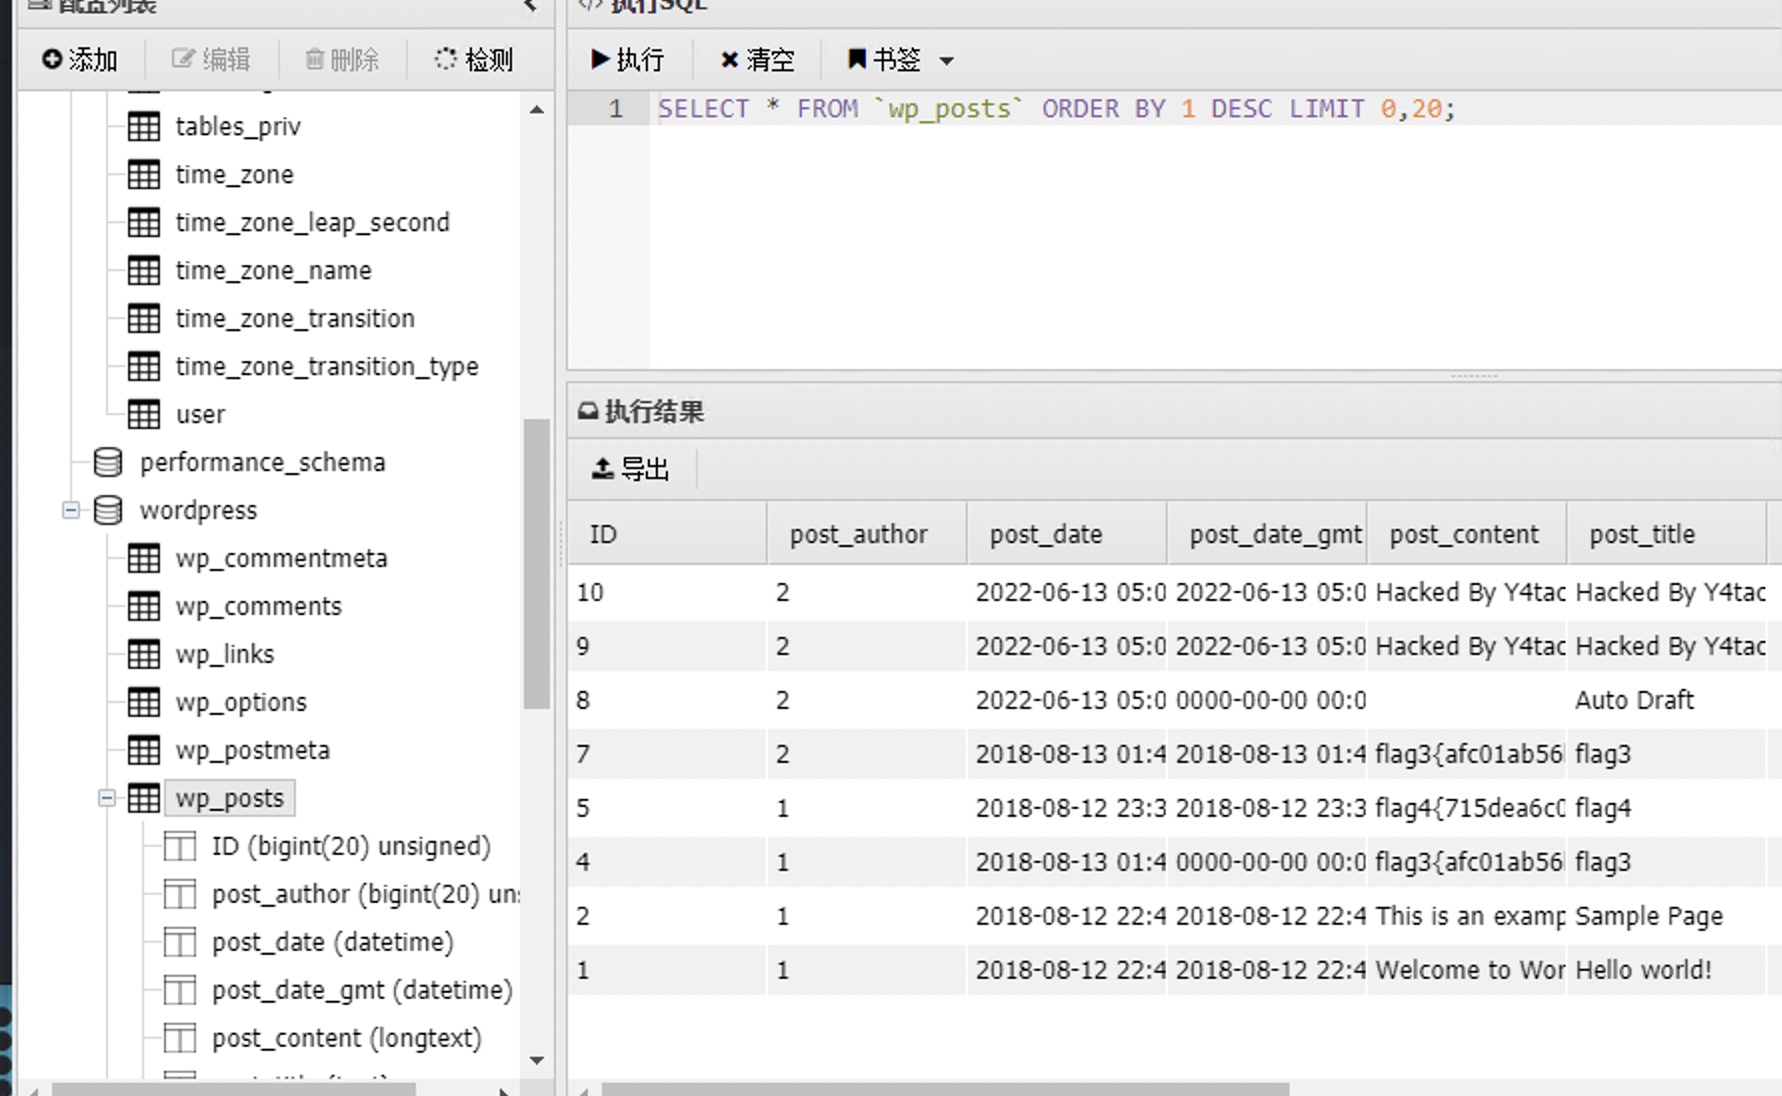 配置列表
添加 编辑 删除 检测
tables_priv
time_zone
time_zone_leap_second
time_zone_name
time_zone_transition
time_zone_transition_type
user
performance_schema
wordpress
wp_commentmeta
wp_comments
wp_links
wp_options
wp_postmeta
wp_posts
ID (bigint(20) unsigned)
post_author (bigint(20) uns
post_date (datetime)
post_date_gmt (datetime)
post_content (longtext)
</> 执行SQL
执行 清空 书签
1 SELECT * FROM `wp_posts` ORDER BY 1 DESC LIMIT 0,20;
执行结果
导出
ID post_author post_date post_date_gmt post_content post_title
10 2 2022-06-13 05:0 2022-06-13 05:0 Hacked By Y4tac Hacked By Y4tac
9 2 2022-06-13 05:0 2022-06-13 05:0 Hacked By Y4tac Hacked By Y4tac
8 2 2022-06-13 05:0 0000-00-00 00:0 Auto Draft
7 2 2018-08-13 01:4 2018-08-13 01:4 flag3{afc01ab56 flag3
5 1 2018-08-12 23:3 2018-08-12 23:3 flag4{715dea6c0 flag4
4 1 2018-08-13 01:4 0000-00-00 00:0 flag3{afc01ab56 flag3
2 1 2018-08-12 22:4 2018-08-12 22:4 This is an examp Sample Page
1 1 2018-08-12 22:4 2018-08-12 22:4 Welcome to Wor Hello world!